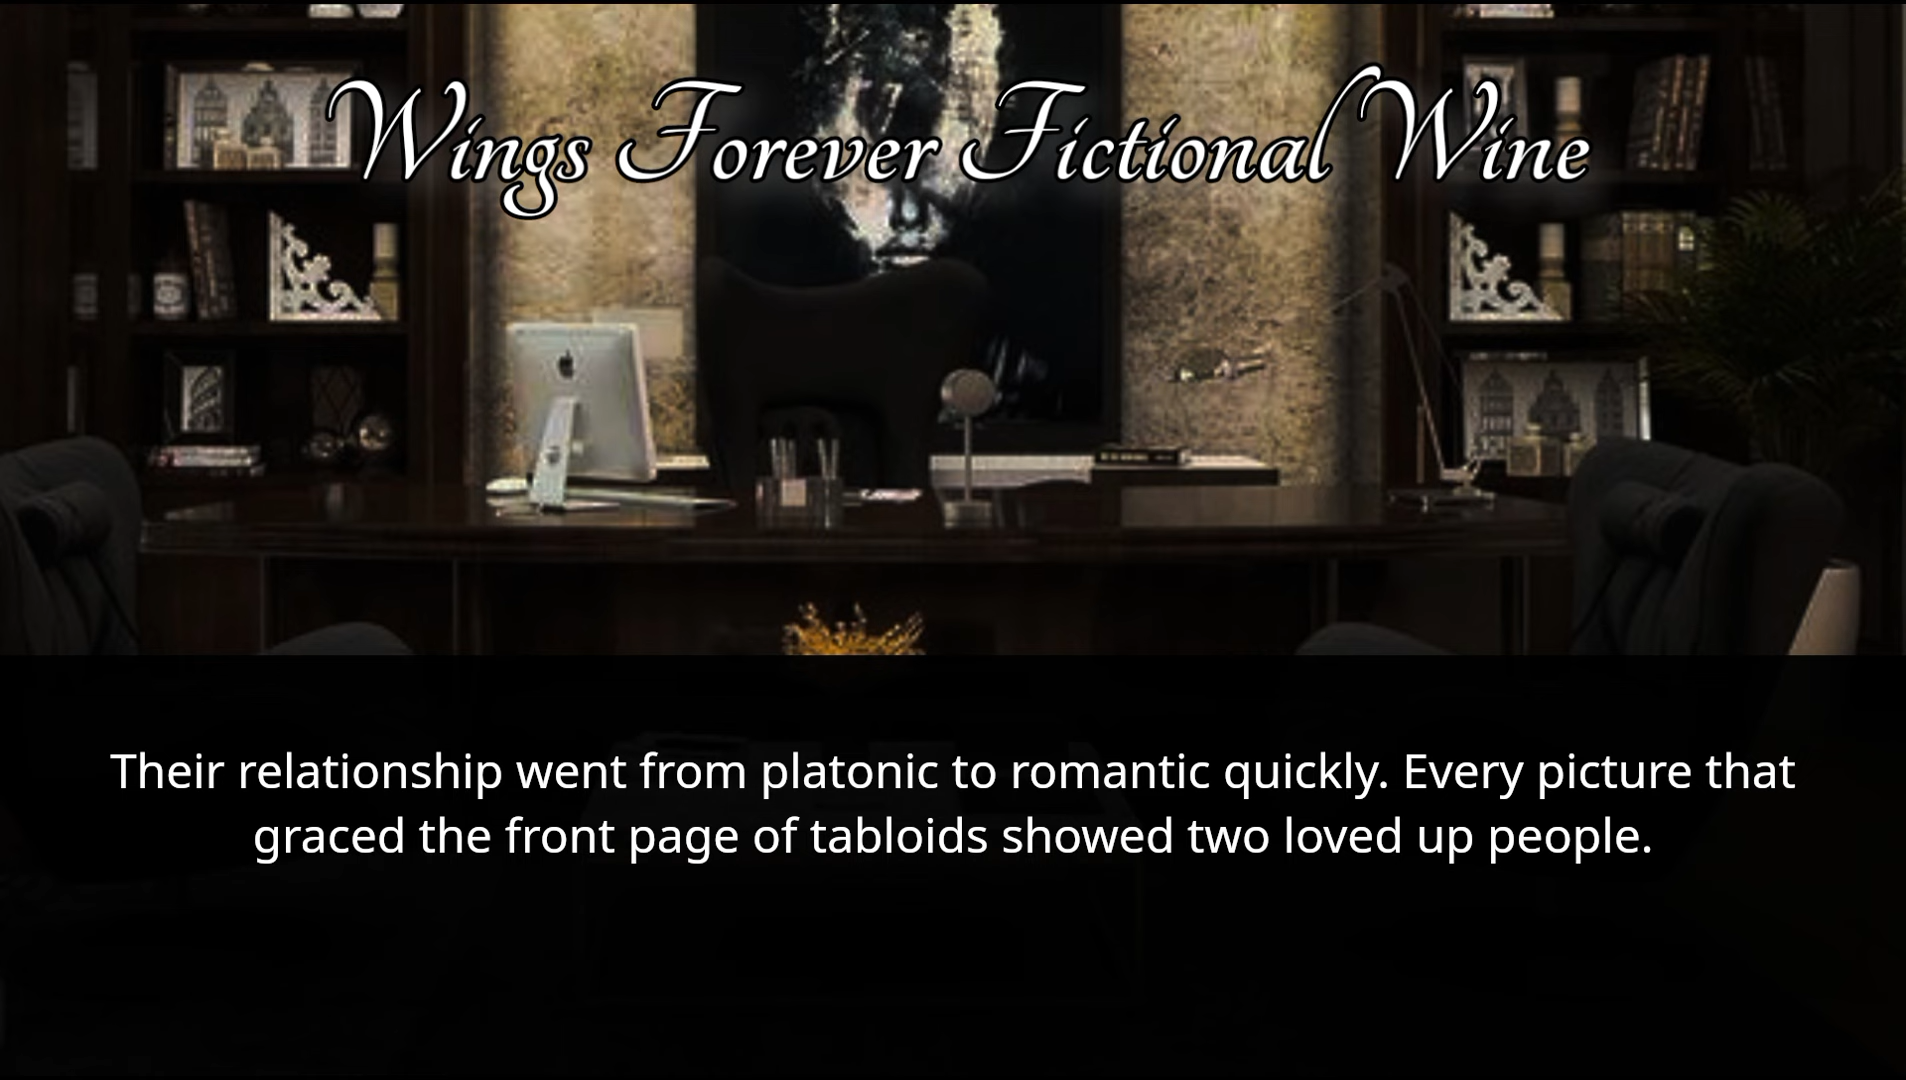 Wings Forever Fictional Wine
Their relationship went from platonic to romantic quickly. Every picture that
graced the front page of tabloids showed two loved up people.